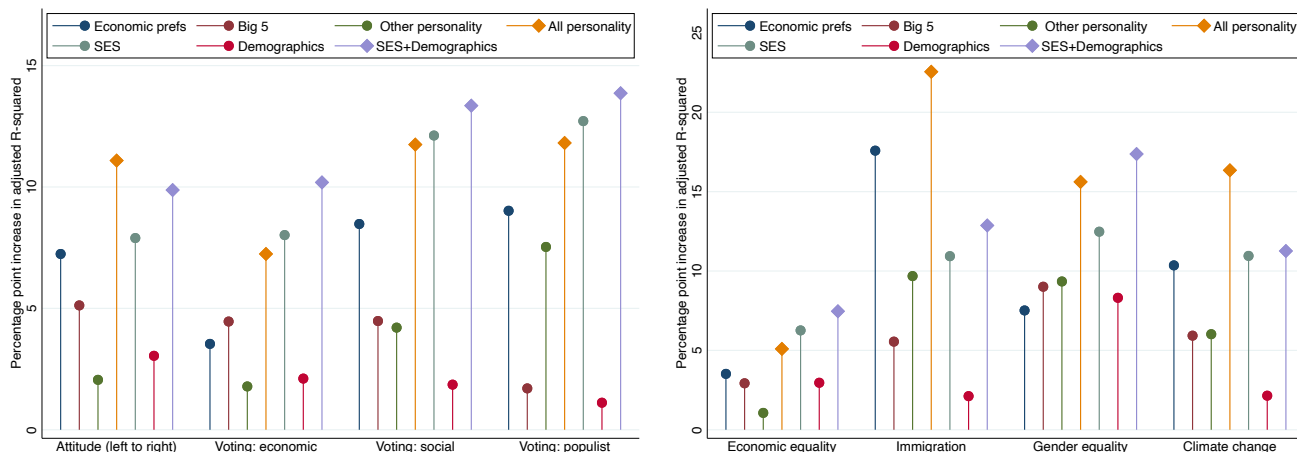 Economic prefs Big 5 Other personality All personality
SES Demographics SES+Demographics
Percentage point increase in adjusted R-squared
15
10
5
0
Attitude (left to right) Voting: economic Voting: social Voting: populist
Economic prefs Big 5 Other personality All personality
SES Demographics SES+Demographics
Percentage point increase in adjusted R-squared
25
20
15
10
5
0
Economic equality Immigration Gender equality Climate change